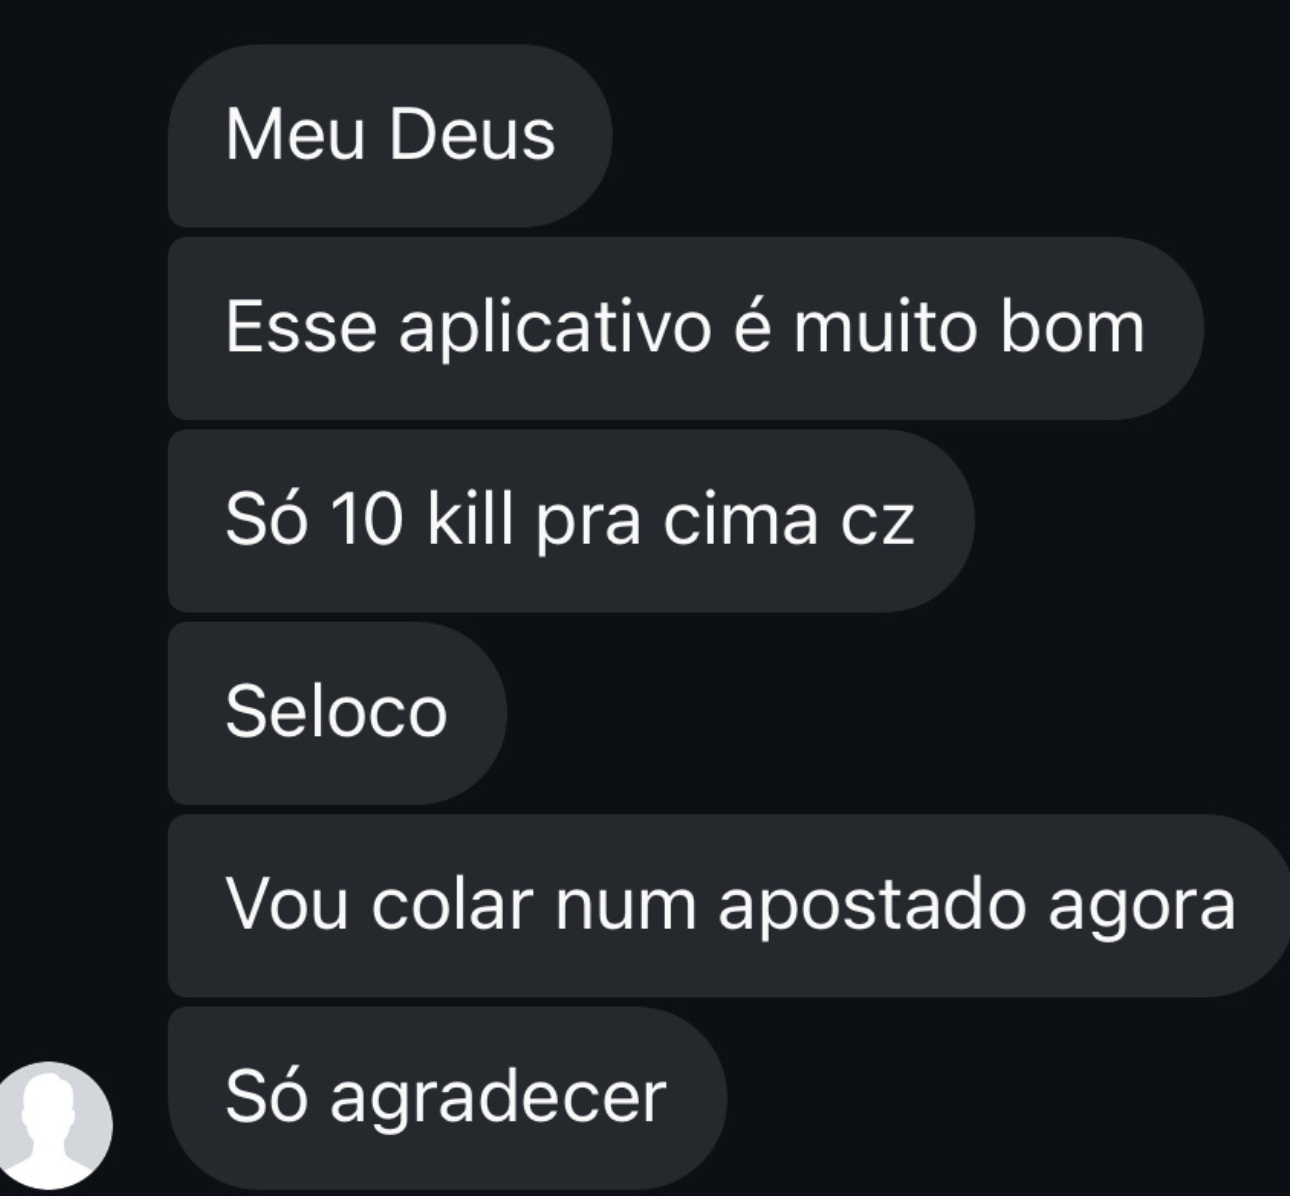 Meu Deus
Esse aplicativo é muito bom
Só 10 kill pra cima cz
Seloco
Vou colar num apostado agora
Só agradecer